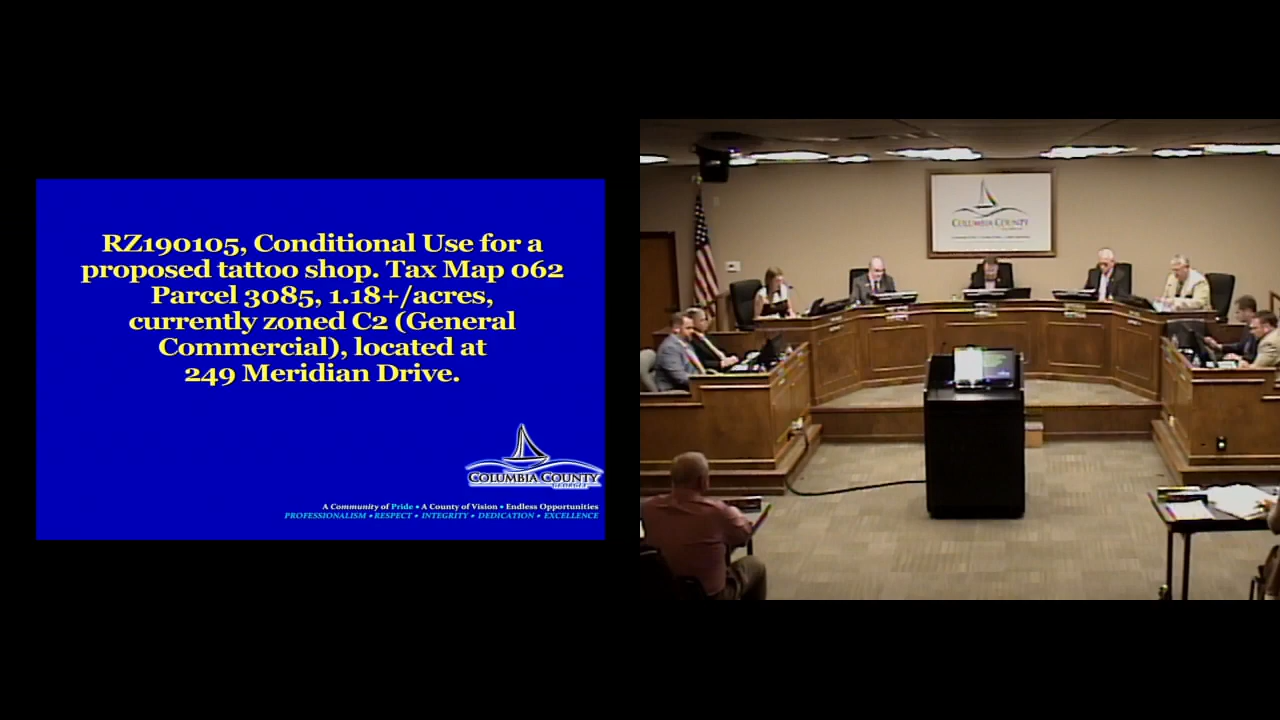 RZ190105, Conditional Use for a
proposed tattoo shop. Tax Map 062
Parcel 3085, 1.18+/acres,
currently zoned C2 (General
Commercial), located at
249 Meridian Drive.
COLUMBIA COUNTY
GEORGIA
A Community of Pride • A County of Vision • Endless Opportunities
PROFESSIONALISM • RESPECT • INTEGRITY • DEDICATION • EXCELLENCE
COLUMBIA COUNTY